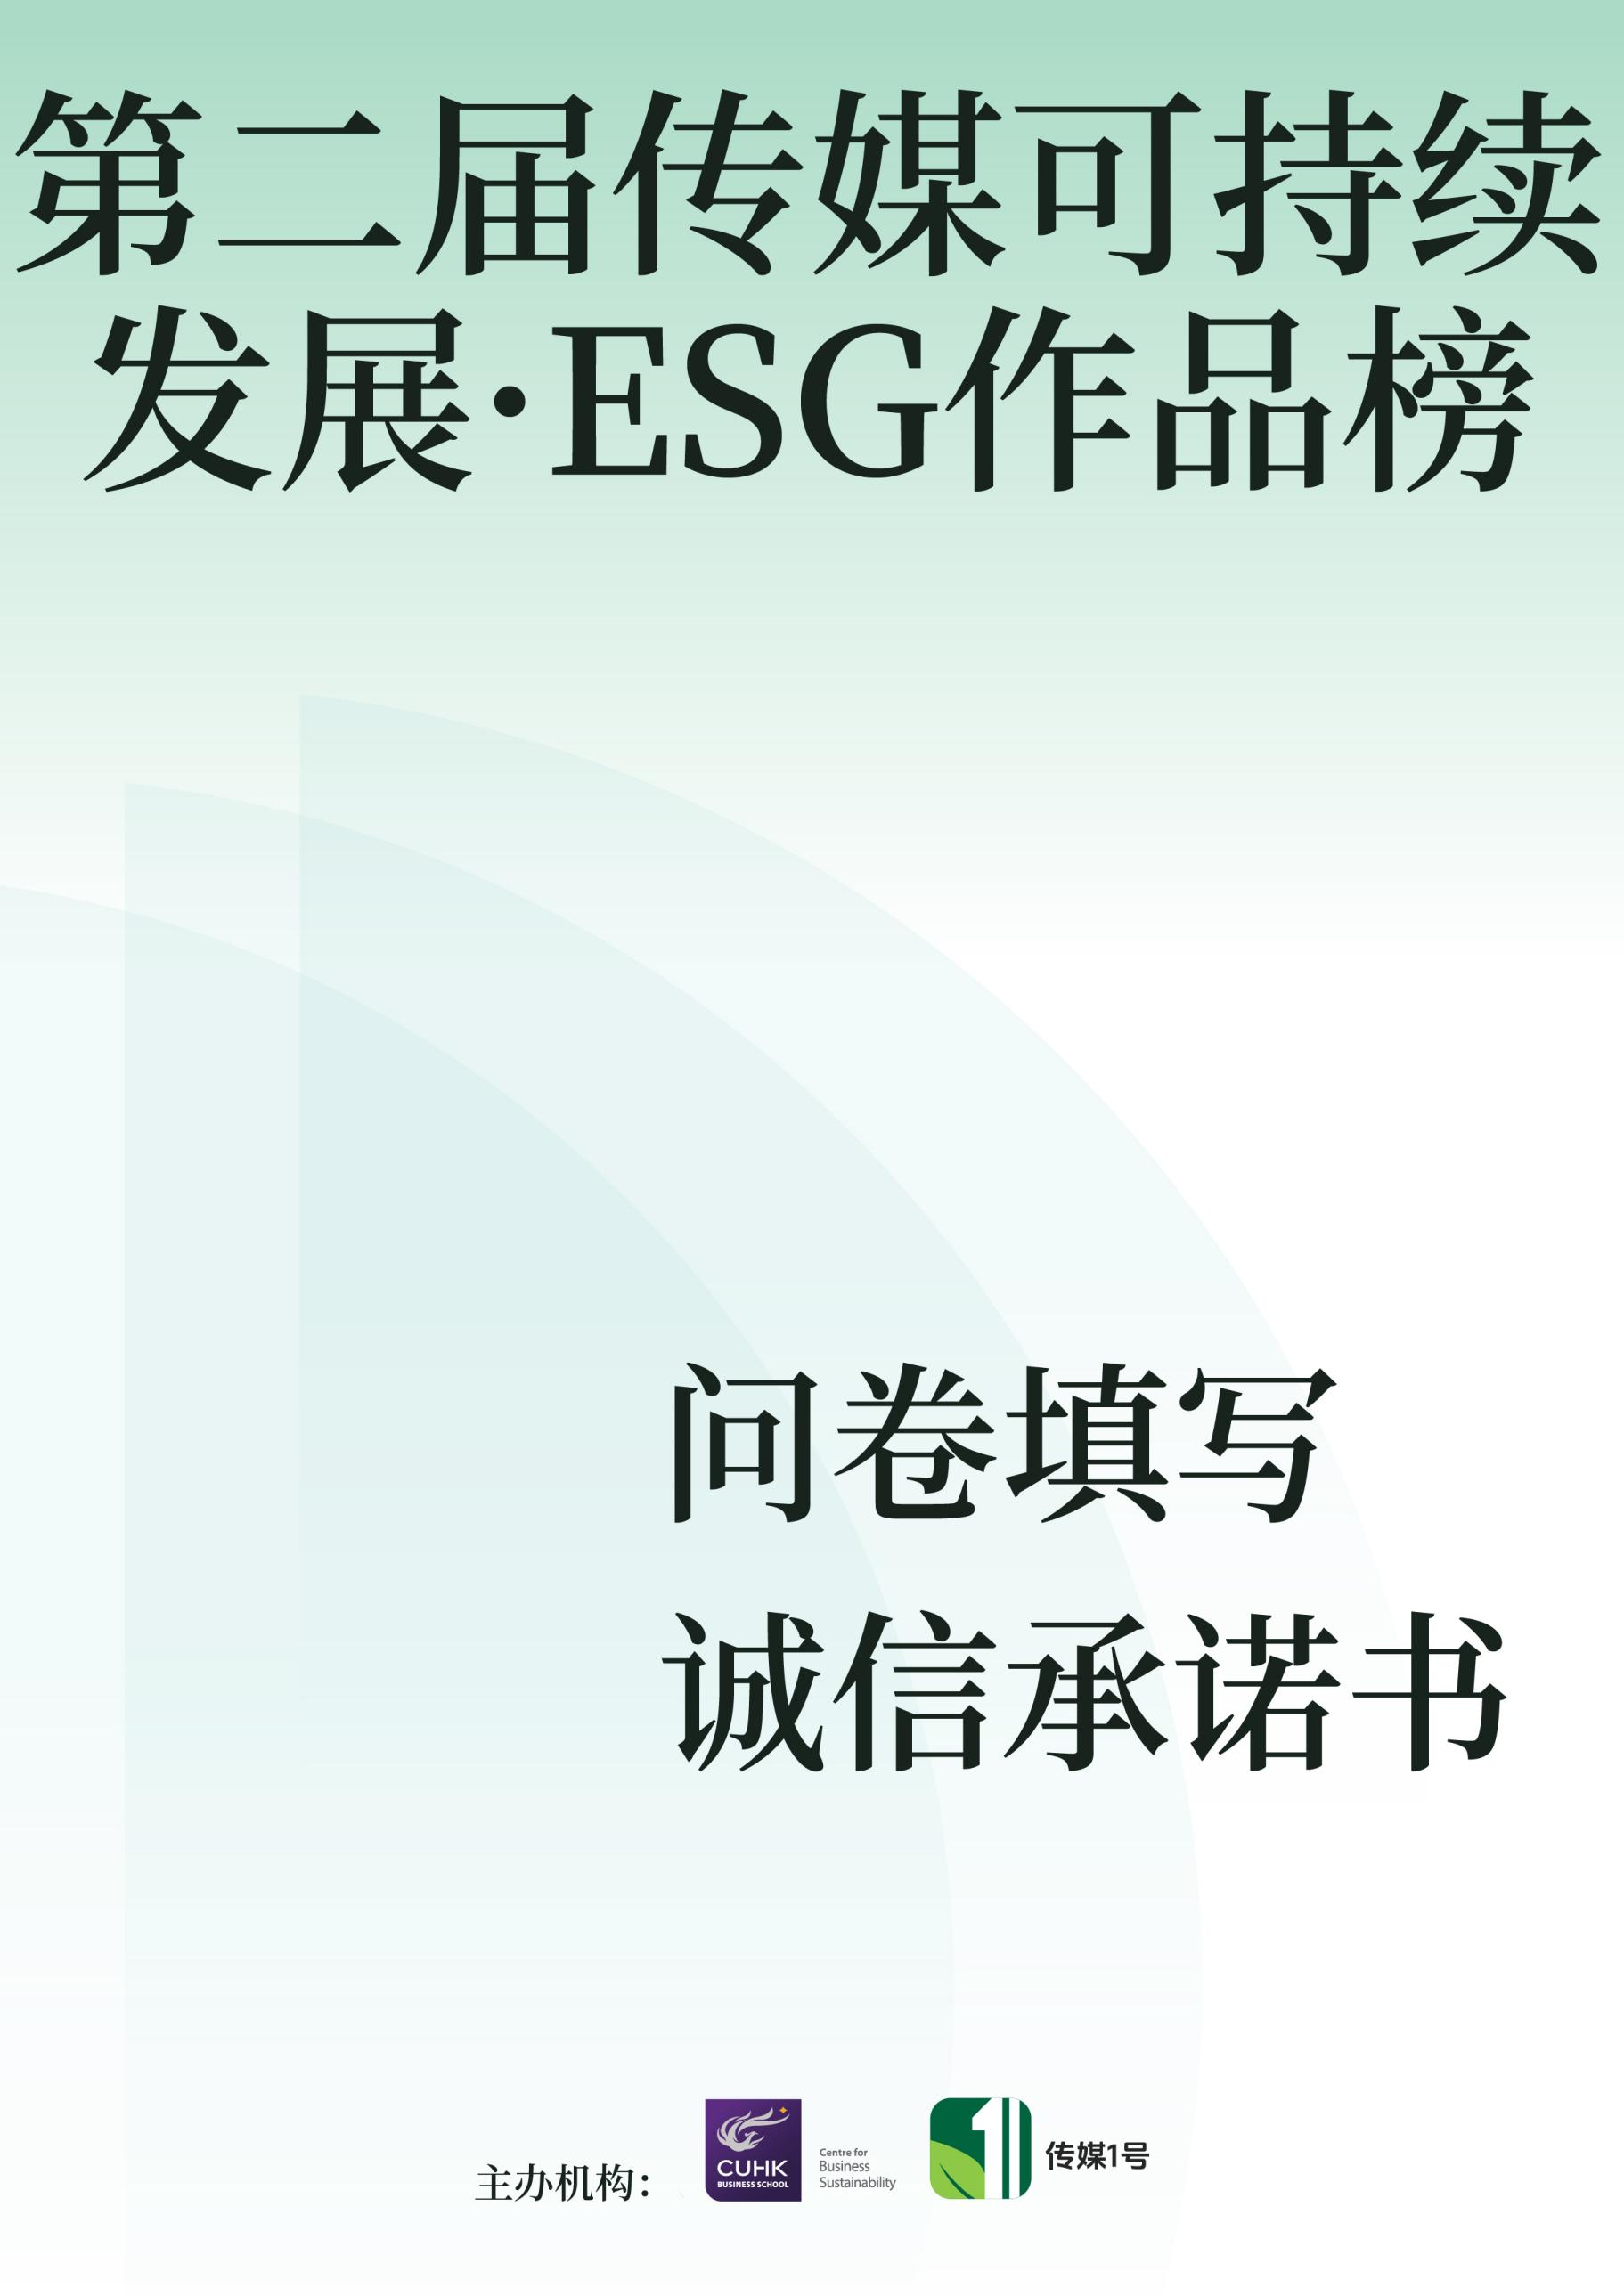 第二届传媒可持续
发展·ESG作品榜
问卷填写
诚信承诺书
主办机构：
CUHK
BUSINESS SCHOOL
Centre for
Business
Sustainability
1
传媒1号